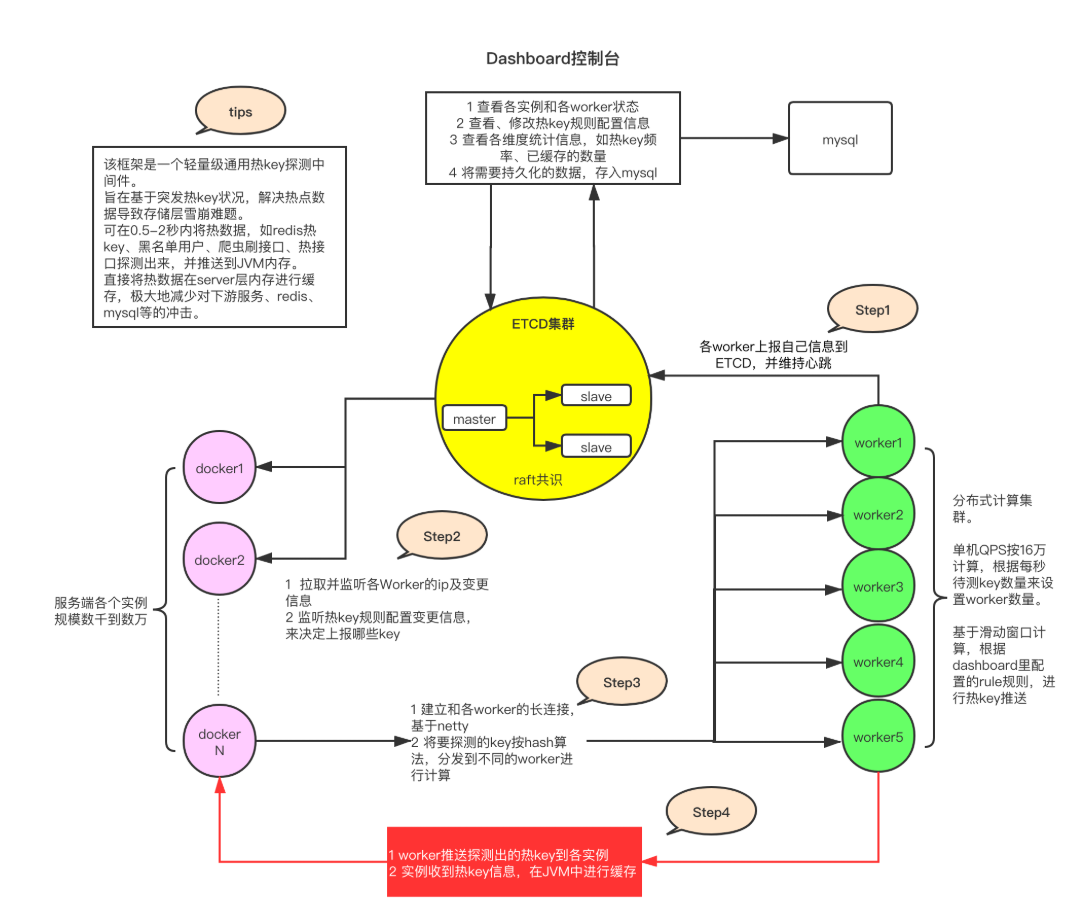 Dashboard控制台
1 查看各实例和各worker状态
2 查看、修改热key规则配置信息
3 查看各维度统计信息，如热key频
率、已缓存的数量
4 将需要持久化的数据，存入mysql
mysql
tips
该框架是一个轻量级通用热key探测中
间件。
旨在基于突发热key状况，解决热点数
据导致存储层雪崩难题。
可在0.5-2秒内将热数据，如redis热
key、黑名单用户、爬虫刷接口、热接
口探测出来，并推送到JVM内存。
直接将热数据在server层内存进行缓
存，极大地减少对下游服务、redis、
mysql等的冲击。
ETCD集群
master
slave
slave
raft共识
Step1
各worker上报自己信息到
ETCD，并维持心跳
worker1
worker2
worker3
worker4
worker5
分布式计算集
群。
单机QPS按16万
计算，根据每秒
待测key数量来设
置worker数量。
基于滑动窗口计
算，根据
dashboard里配
置的rule规则，进
行热key推送
docker1
docker2
docker
N
服务端各个实例
规模数千到数万
Step2
1 拉取并监听各Worker的ip及变更
信息
2 监听热key规则配置变更信息，
来决定上报哪些key
Step3
1 建立和各worker的长连接，
基于netty
2 将要探测的key按hash算
法，分发到不同的worker进
行计算
Step4
1 worker推送探测出的热key到各实例
2 实例收到热key信息，在JVM中进行缓存